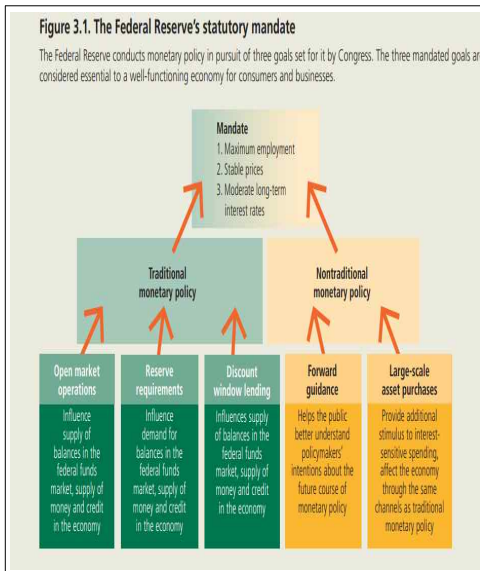 Figure 3.1. The Federal Reserve's statutory mandate
The Federal Reserve conducts monetary policy in pursuit of three goals set for it by Congress. The three mandated goals ar
considered essential to a well-functioning economy for consumers and businesses.
Mandate
1. Maximum employment
2. Stable prices
3. Moderate long-term
interest rates
Traditional
monetary policy
Nontraditional
monetary policy
Open market
operations
Influence
supply of
balances in the
federal funds
market, supply of
money and credit
in the economy
Reserve
requirements
Influence
demand for
balances in the
federal funds
market, supply of
money and credit
in the economy
Discount
window lending
Influences supply
of balances in the
federal funds
market, supply of
money and credit
in the economy
Forward
guidance
Helps the public
better understand
policymakers'
intentions about the
future course of
monetary policy
Large-scale
asset purchases
Provide additional
stimulus to interest-
sensitive spending,
affect the economy
through the same
channels as traditional
monetary policy